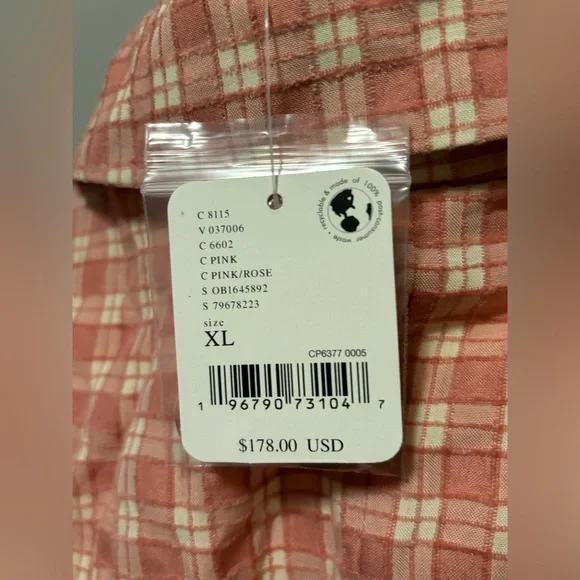 recyclable & made of 100% post-consumer waste •
C 8115
V 037006
C 6602
C PINK
C PINK/ROSE
S OB1645892
S 79678223
size
XL
CP6377 0005
1 96790 73104 7
$178.00 USD